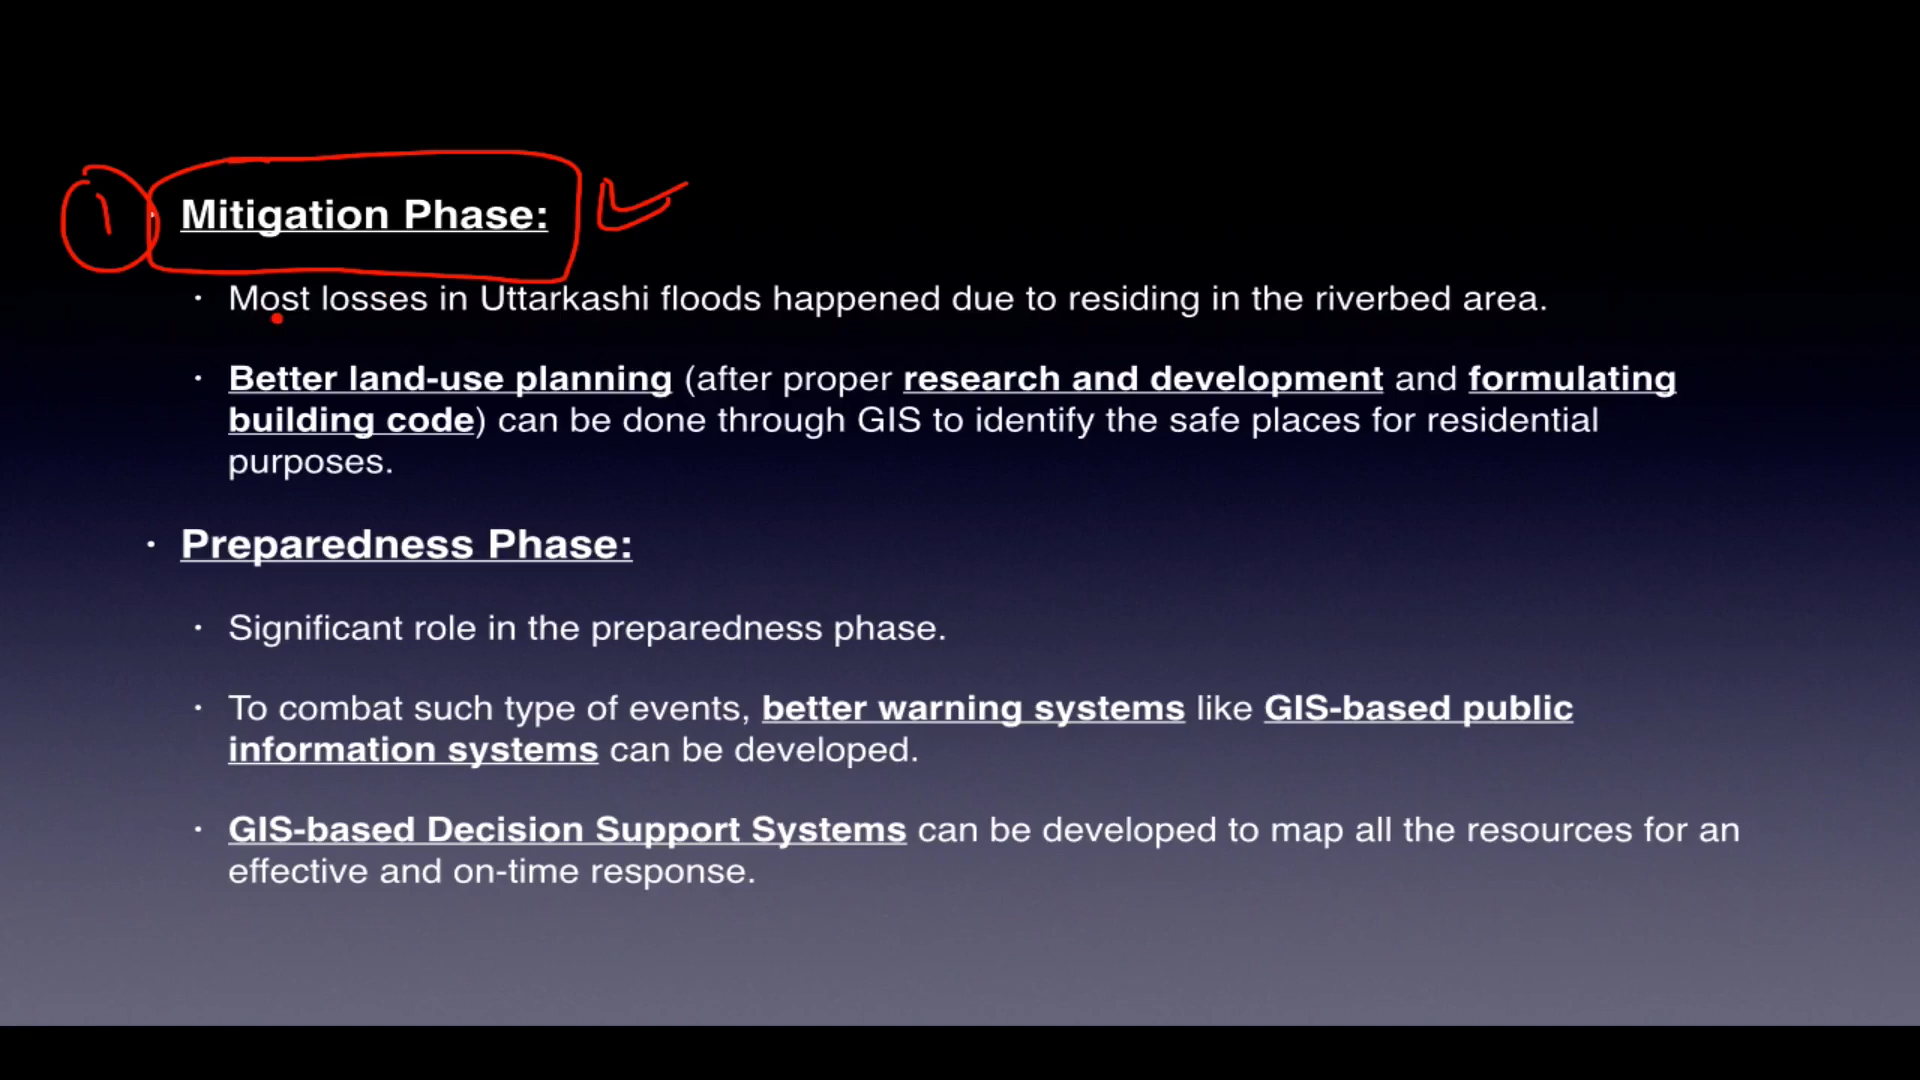 1
· Mitigation Phase:
· Most losses in Uttarkashi floods happened due to residing in the riverbed area.
· Better land-use planning (after proper research and development and formulating
building code) can be done through GIS to identify the safe places for residential
purposes.
· Preparedness Phase:
· Significant role in the preparedness phase.
· To combat such type of events, better warning systems like GIS-based public
information systems can be developed.
· GIS-based Decision Support Systems can be developed to map all the resources for an
effective and on-time response.